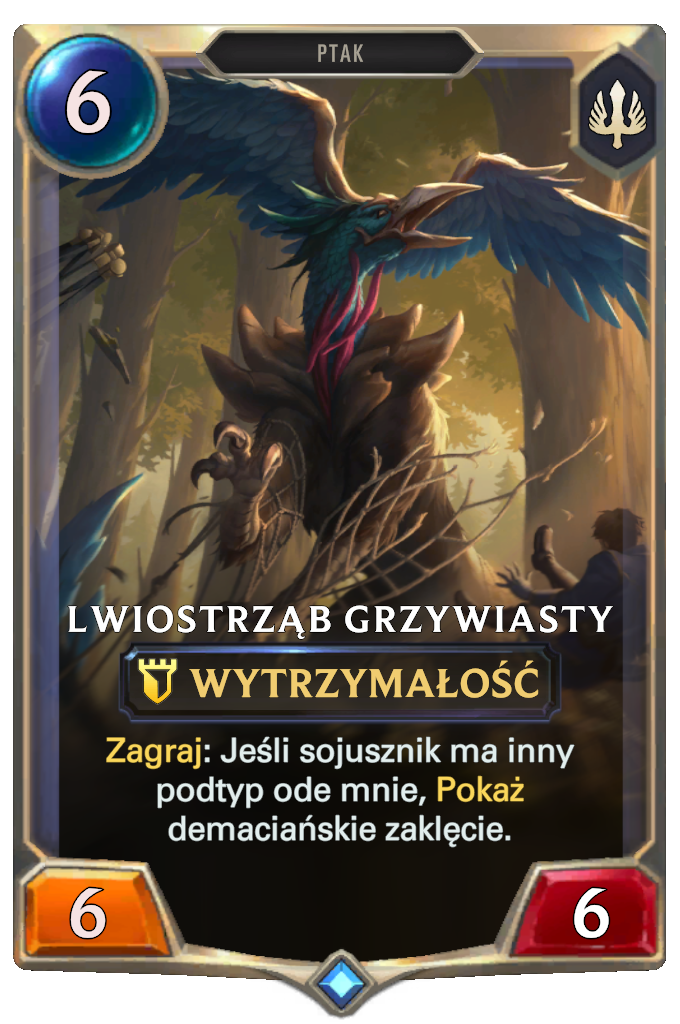 6
PTAK
LWIOSTRZĄB GRZYWIASTY
WYTRZYMAŁOŚĆ
Zagraj: Jeśli sojusznik ma inny
podtyp ode mnie, Pokaż
demaciańskie zaklęcie.
6
6